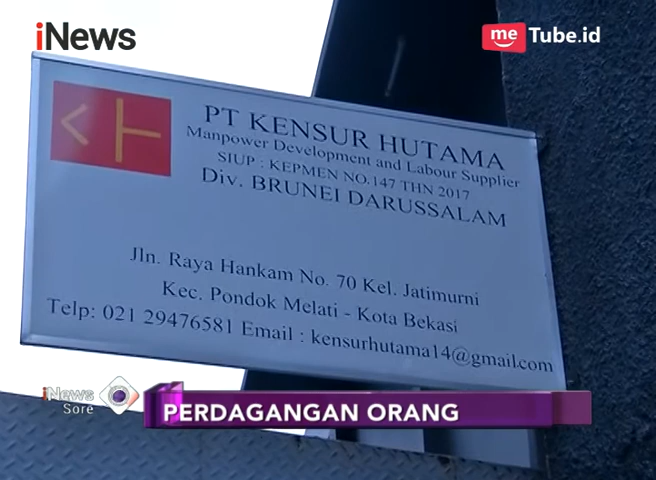 iNews
me Tube.id
PT KENSUR HUTAMA
Manpower Development and Labour Supplier
SIUP : KEPMEN NO.147 THN 2017
Div. BRUNEI DARUSSALAM
Jln. Raya Hankam No. 70 Kel. Jatimurni
Kec. Pondok Melati - Kota Bekasi
Telp: 021 29476581 Email : kensurhutama14@gmail.com
iNews
Sore
PERDAGANGAN ORANG